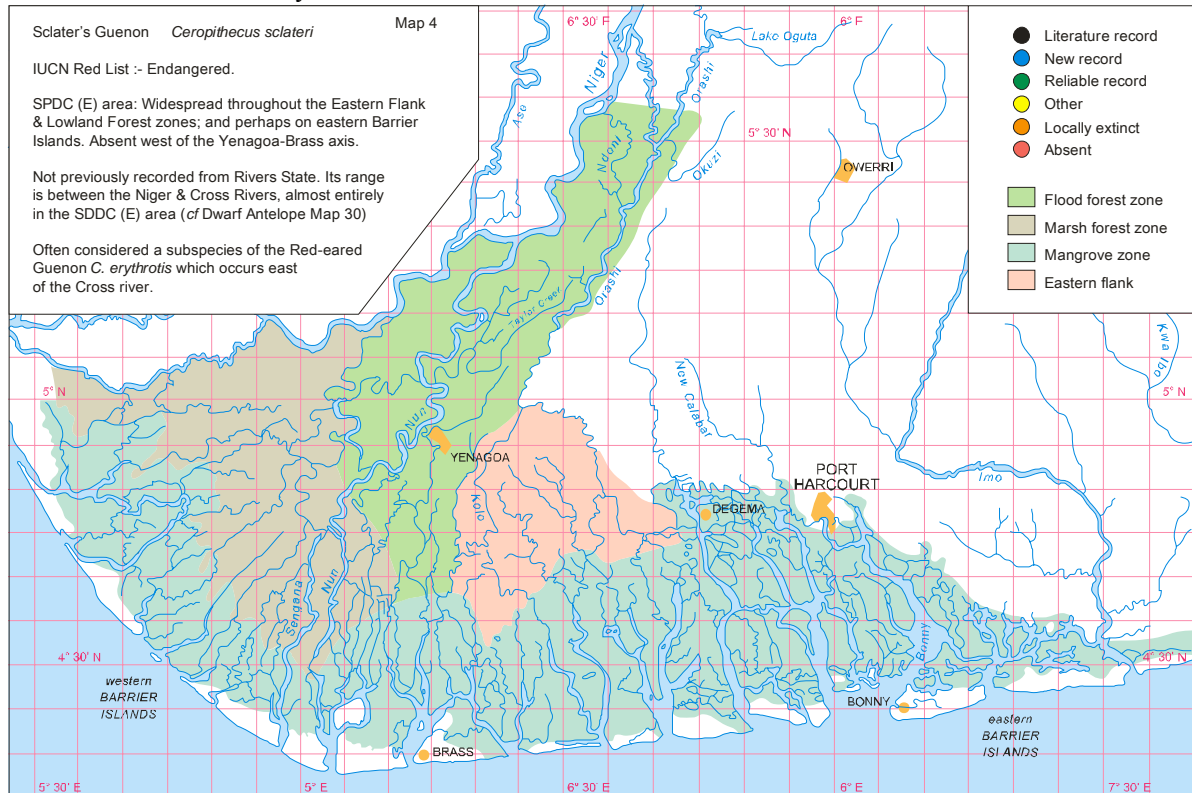 Sclater's Guenon Ceropithecus sclateri
Map 4
IUCN Red List :- Endangered.
SPDC (E) area: Widespread throughout the Eastern Flank
& Lowland Forest zones; and perhaps on eastern Barrier
Islands. Absent west of the Yenagoa-Brass axis.
Not previously recorded from Rivers State. Its range
is between the Niger & Cross Rivers, almost entirely
in the SDDC (E) area (cf Dwarf Antelope Map 30)
Often considered a subspecies of the Red-eared
Guenon C. erythrotis which occurs east
of the Cross river.
Literature record
New record
Reliable record
Other
Locally extinct
Absent
Flood forest zone
Marsh forest zone
Mangrove zone
Eastern flank
6° 30' F
6° F
Lake Oguta
Niger
Orashi
Ase
5° 30' N
Ndoni
Okuzi
OWERRI
Orashi
Taylor Creek
Kwa Ibo
5° N
5° N
New Calabar
Nun
YENAGOA
PORT
HARCOURT
Imo
Kolo
DEGEMA
Sengana
Nun
Bonny
4° 30' N
4° 30' N
western
BARRIER
ISLANDS
BONNY
eastern
BARRIER
ISLANDS
BRASS
5° 30' E
5° E
6° 30' E
6° E
7° 30' E